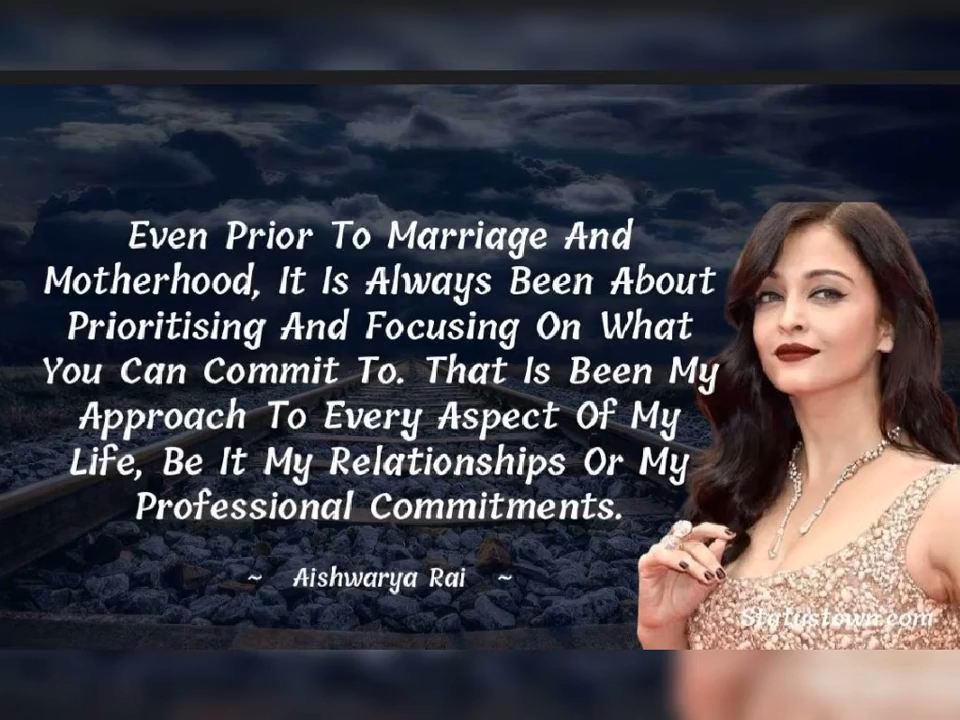 Even Prior To Marriage And
Motherhood, It Is Always Been About
Prioritising And Focusing On What
You Can Commit To. That Is Been My
Approach To Every Aspect Of My
Life, Be It My Relationships Or My
Professional Commitments.
~ Aishwarya Rai ~
Statustown.com